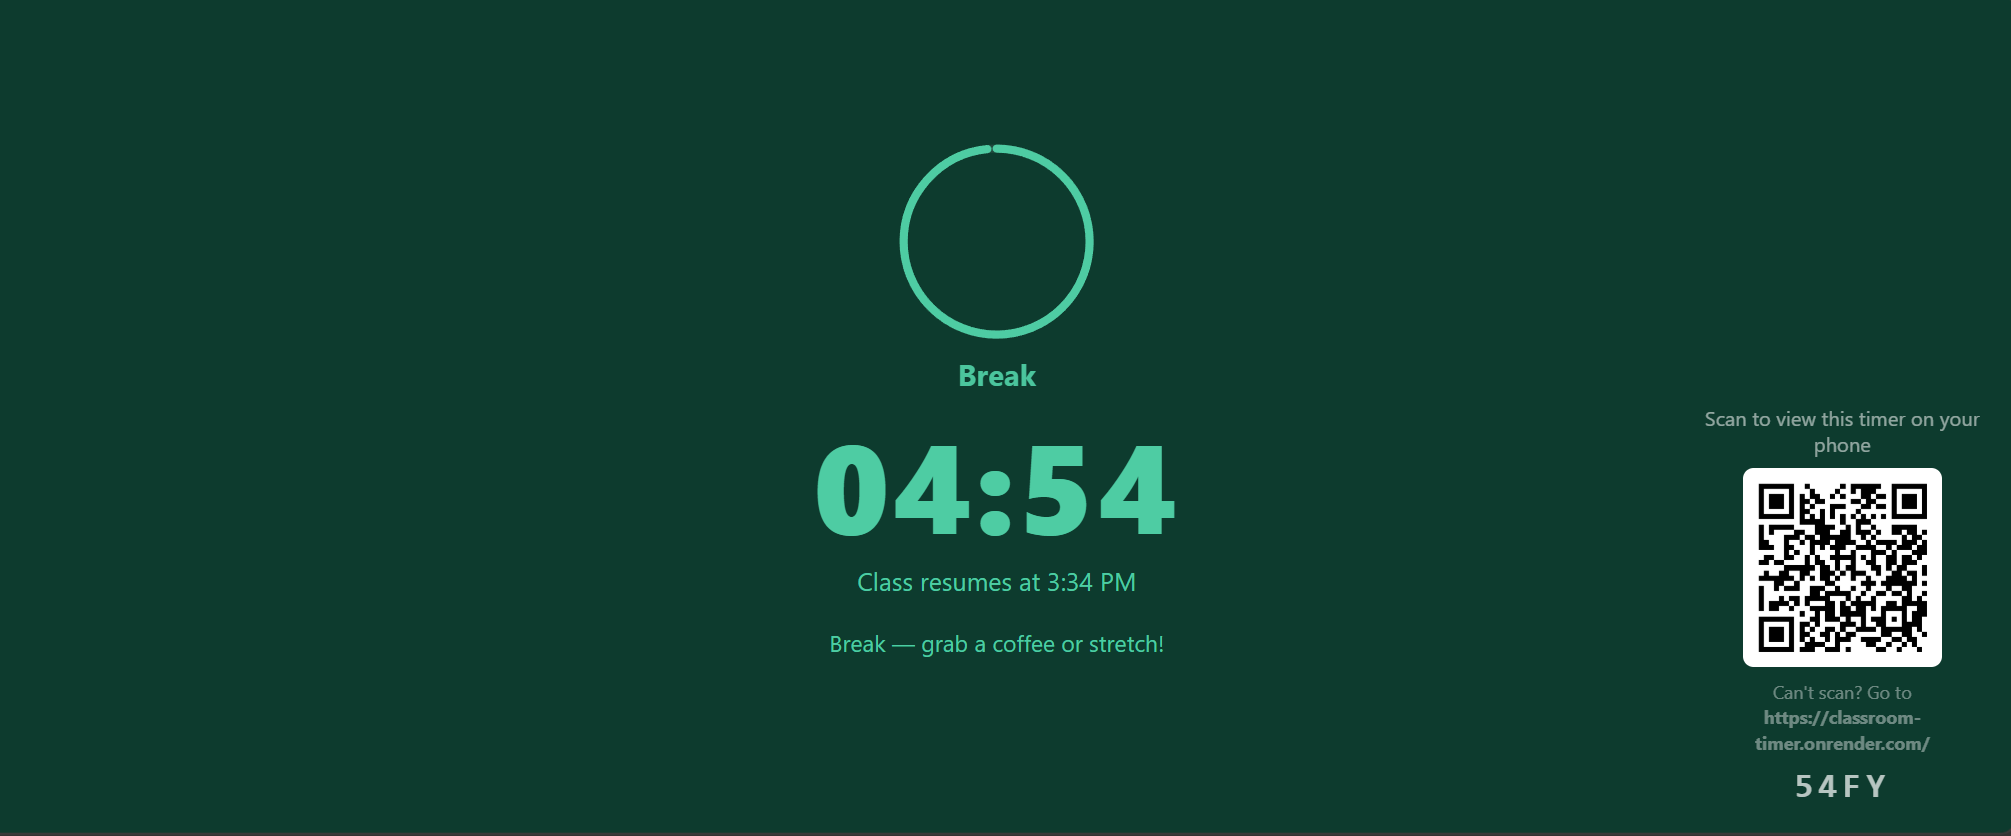 Break
04:54
Class resumes at 3:34 PM
Break — grab a coffee or stretch!
Scan to view this timer on your
phone
Can't scan? Go to
https://classroom-
timer.onrender.com/
54FY